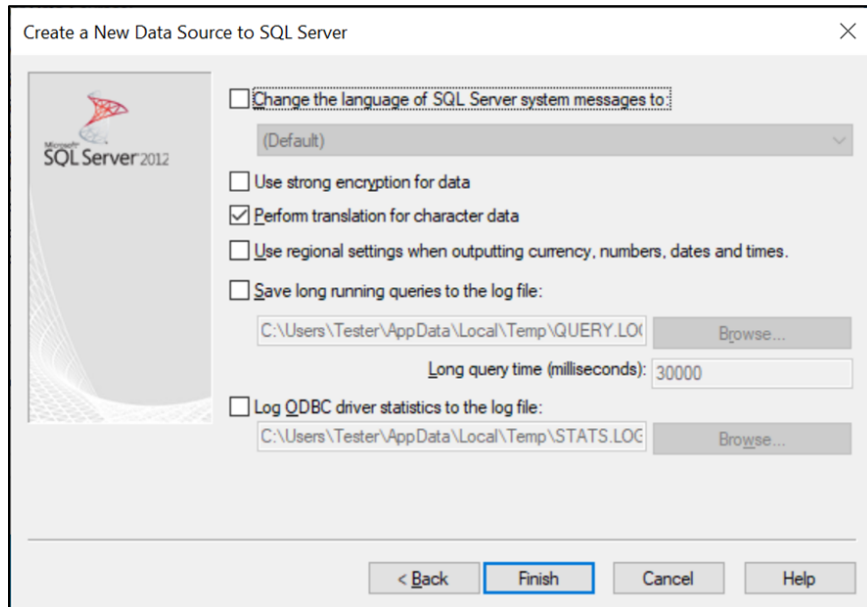 Create a New Data Source to SQL Server
Microsoft
SQL Server 2012
Change the language of SQL Server system messages to:
(Default)
Use strong encryption for data
Perform translation for character data
Use regional settings when outputting currency, numbers, dates and times.
Save long running queries to the log file:
C:\Users\Tester\AppData\Local\Temp\QUERY.LOG
Browse...
Long query time (milliseconds): 30000
Log ODBC driver statistics to the log file:
C:\Users\Tester\AppData\Local\Temp\STATS.LOG
Browse...
< Back Finish Cancel Help